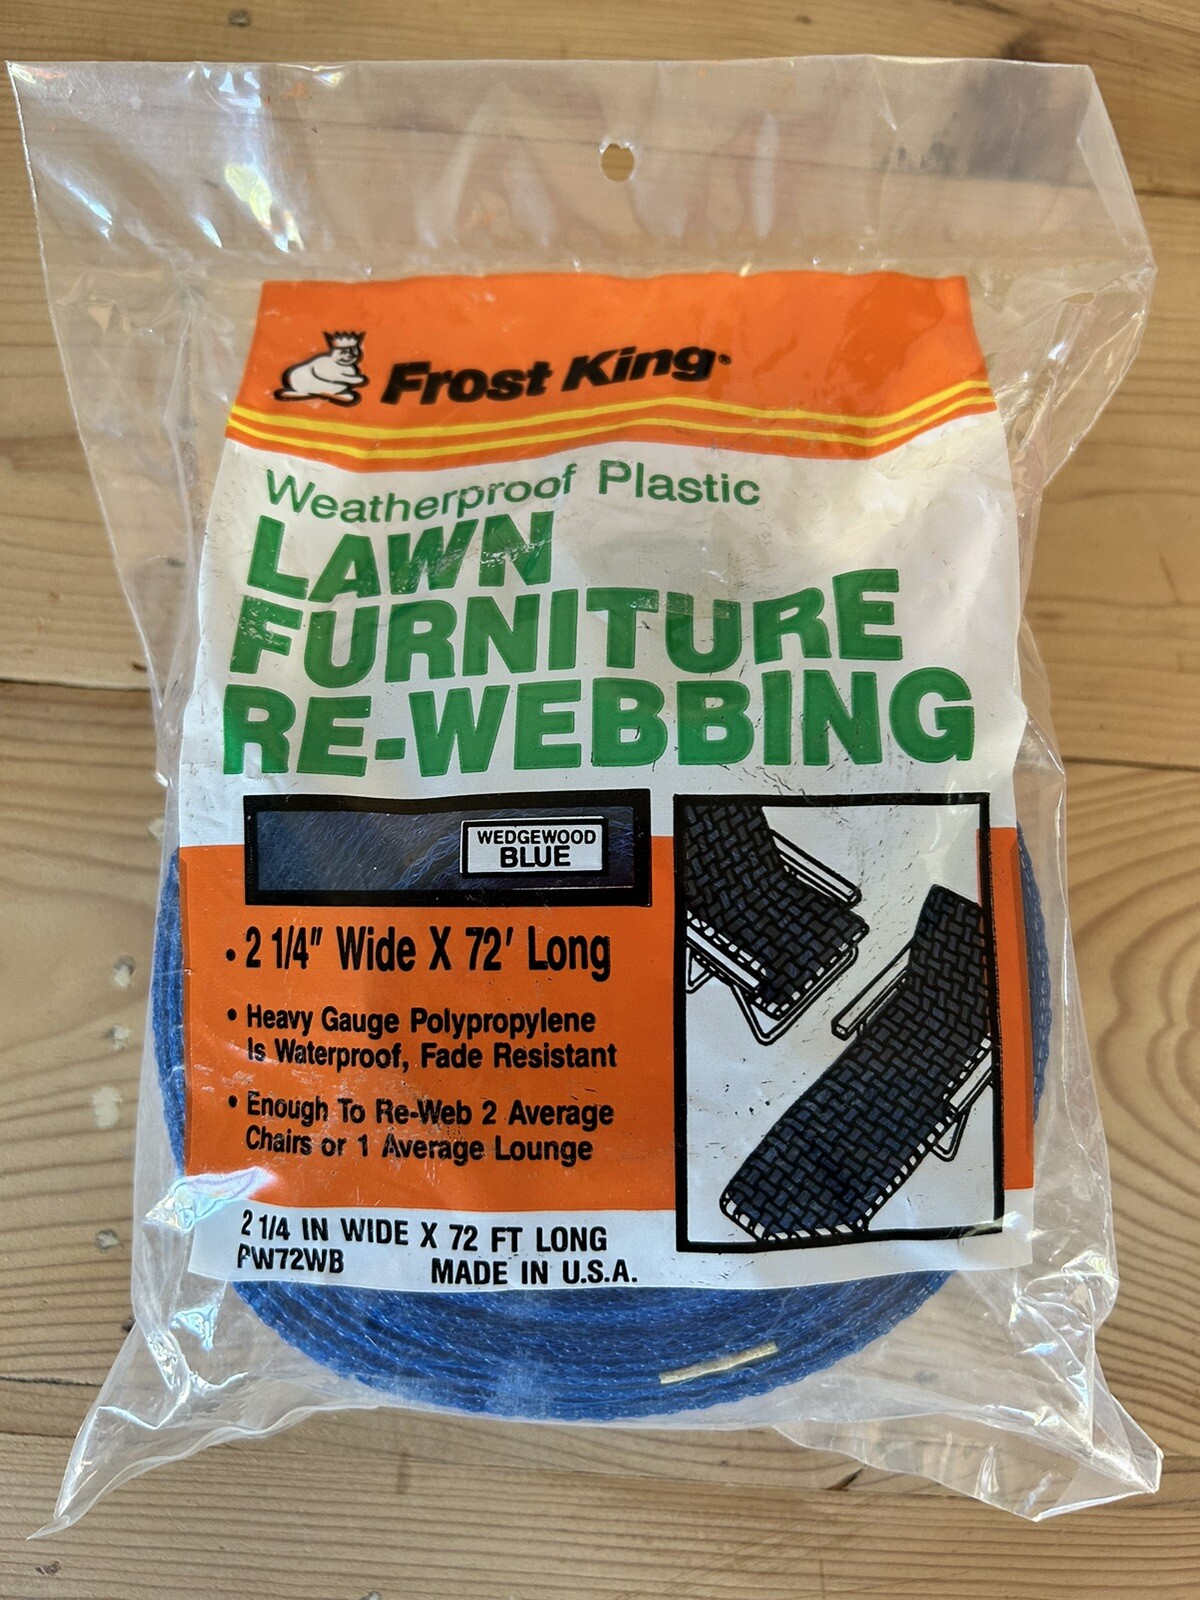 Frost King®
Weatherproof Plastic
LAWN
FURNITURE
RE-WEBBING
WEDGEWOOD
BLUE
• 2 1/4" Wide X 72' Long
• Heavy Gauge Polypropylene
Is Waterproof, Fade Resistant
• Enough To Re-Web 2 Average
Chairs or 1 Average Lounge
2 1/4 IN WIDE X 72 FT LONG
PW72WB MADE IN U.S.A.